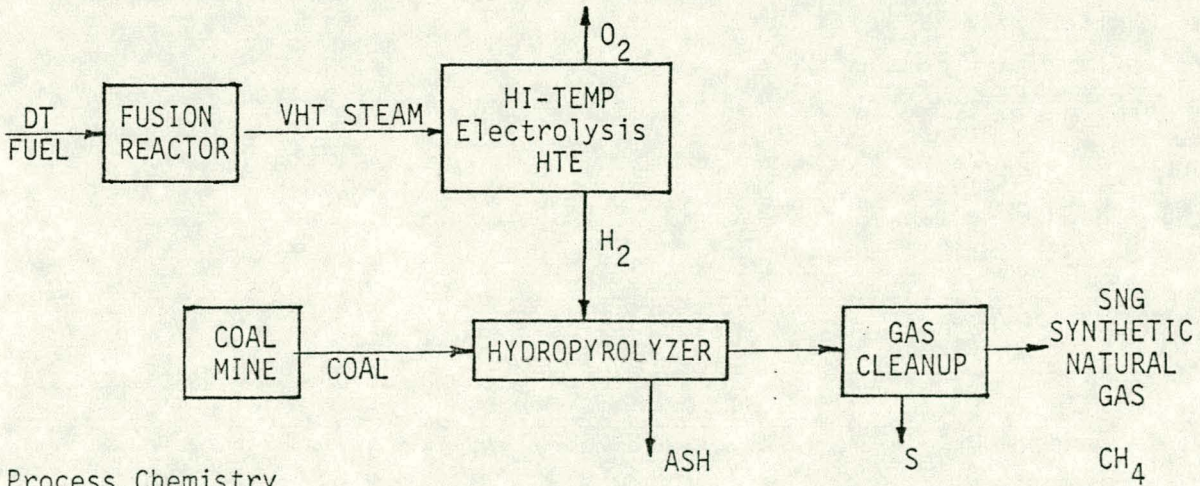 O2
DT
FUEL
FUSION
REACTOR
VHT STEAM
HI-TEMP
Electrolysis
HTE
H2
COAL
MINE
COAL
HYDROPYROLYZER
GAS
CLEANUP
SNG
SYNTHETIC
NATURAL
GAS
ASH
S
CH4
Process Chemistry